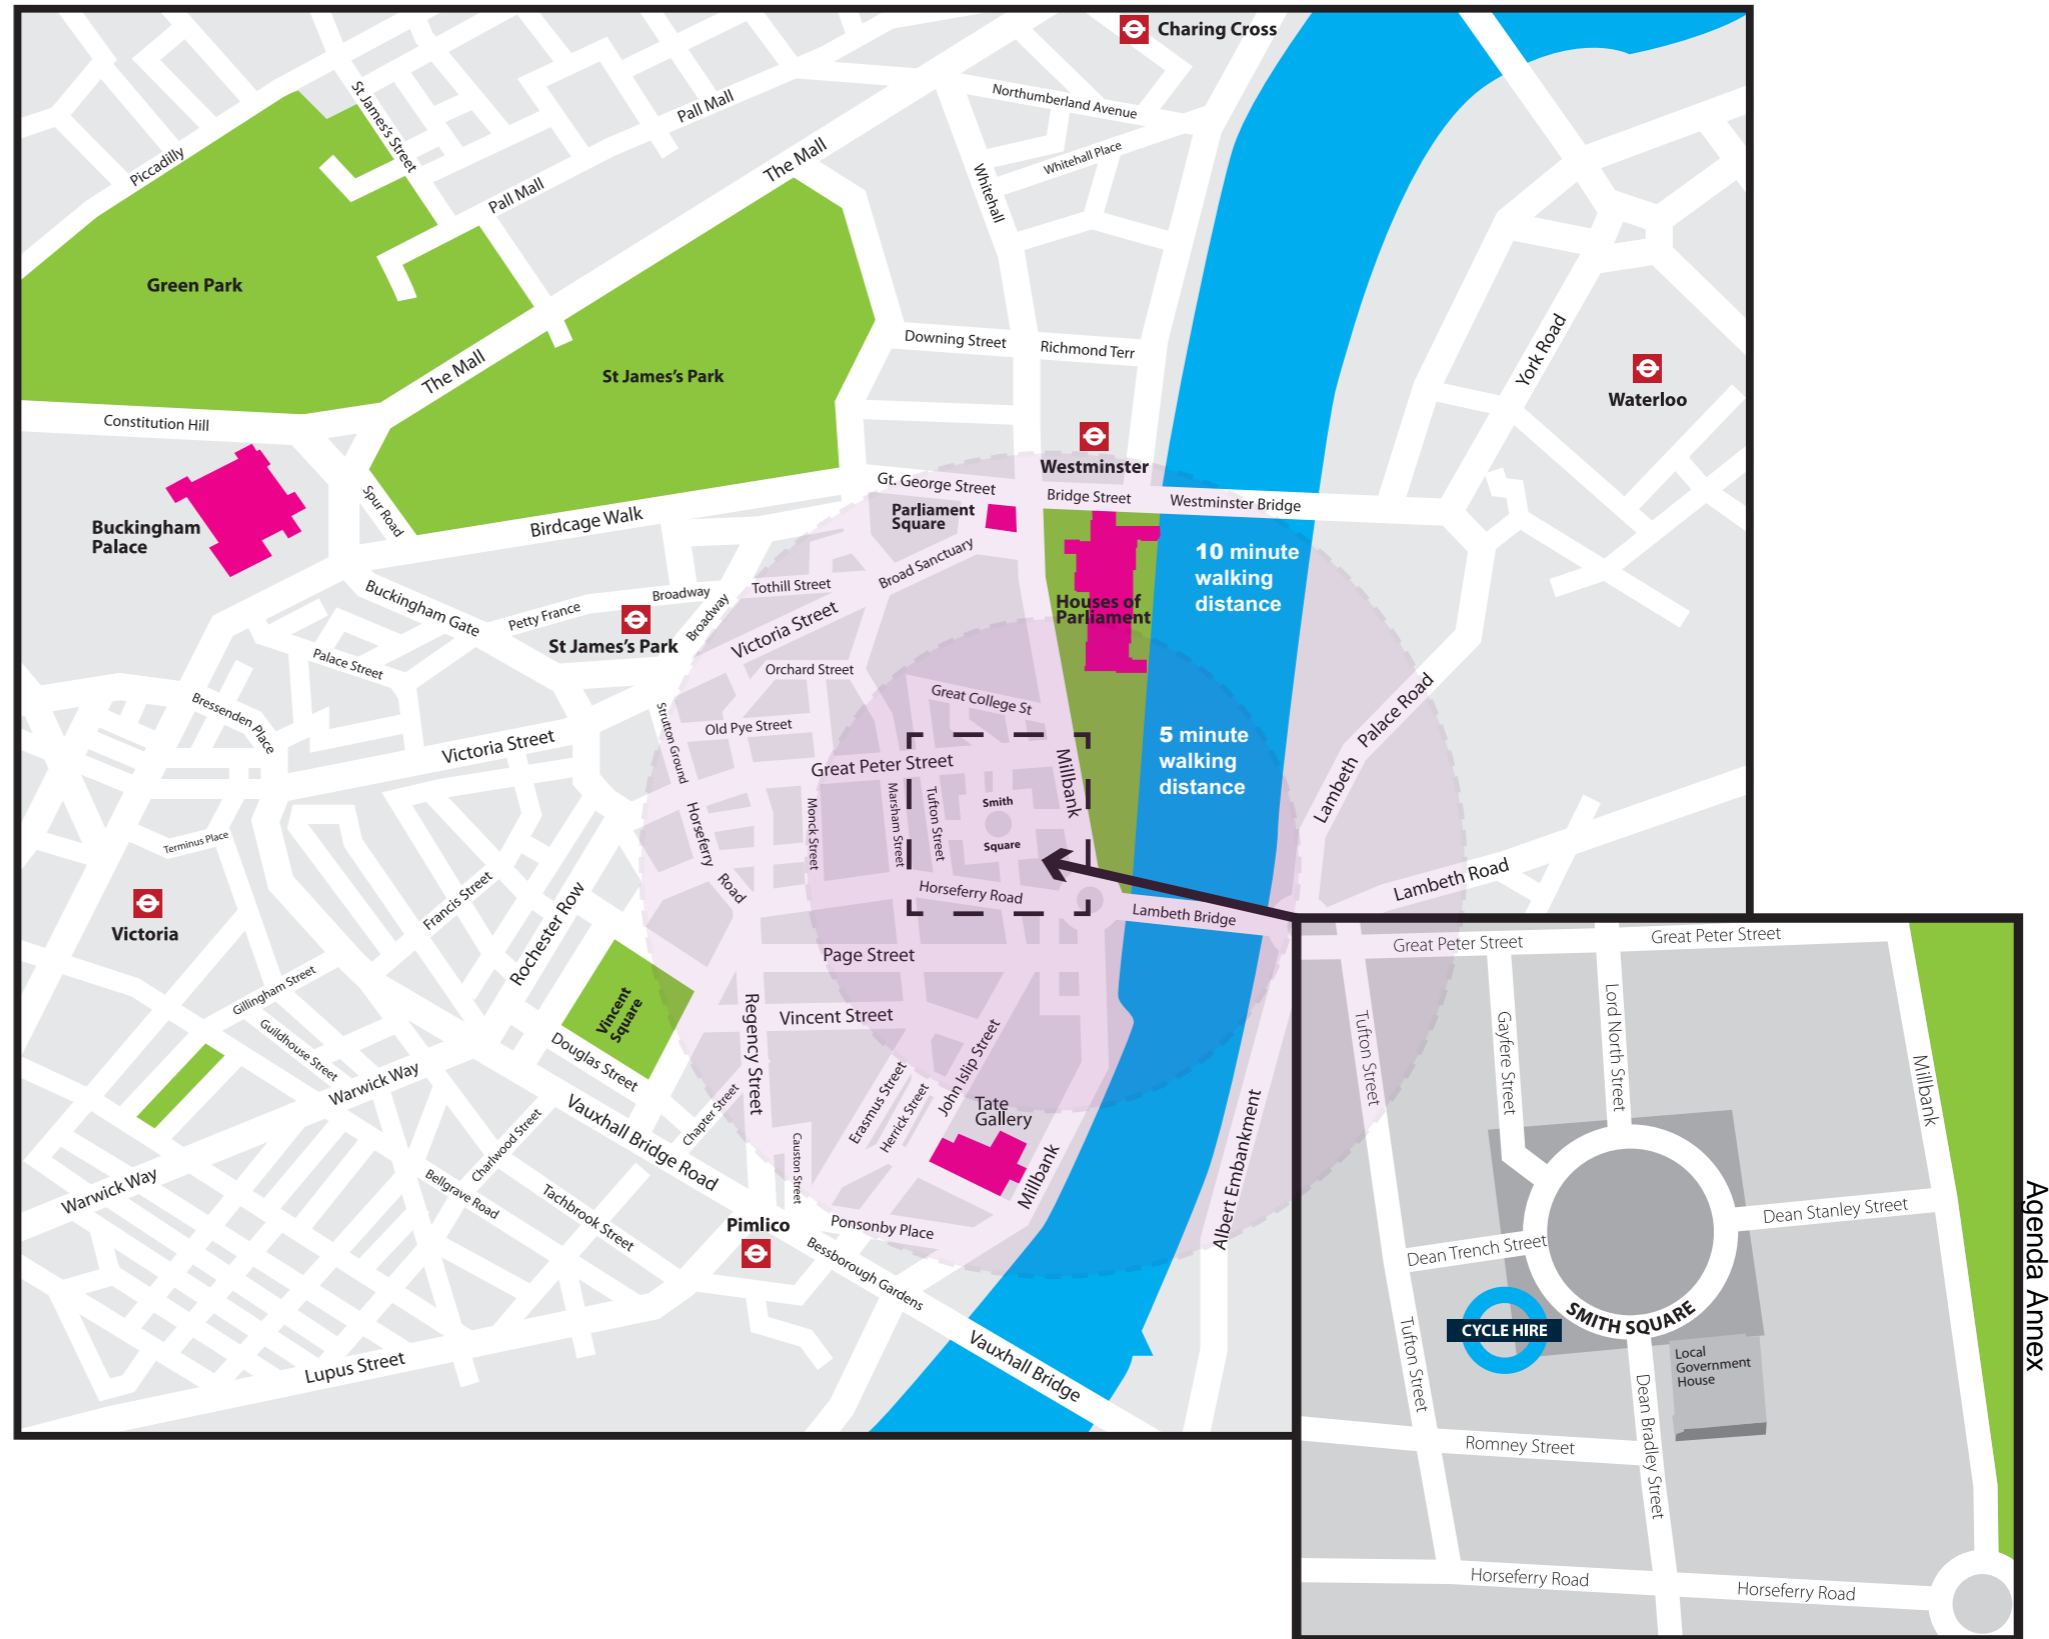 Charing Cross
Northumberland Avenue
Whitehall Place
Whitehall
St James's Street
Pall Mall
Pall Mall
Piccadilly
The Mall
The Mall
Green Park
St James's Park
Downing Street
Richmond Terr
York Road
Waterloo
Constitution Hill
Westminster
Spur Road
Buckingham
Palace
Birdcage Walk
Gt. George Street
Bridge Street
Westminster Bridge
Parliament
Square
Broad Sanctuary
10 minute
walking
distance
Houses of
Parliament
Buckingham Gate
Petty France
Broadway
Broadway
Tothill Street
Victoria Street
St James's Park
Palace Street
Orchard Street
Great College St
Bressenden Place
Strutton Ground
Old Pye Street
Victoria Street
Great Peter Street
Millbank
5 minute
walking
distance
Lambeth
Palace Road
Monck Street
Marsham Street
Tufton Street
Smith
Square
Horseferry
Road
Horseferry Road
Terminus Place
Francis Street
Rochester Row
Victoria
Lambeth Road
Lambeth Bridge
Page Street
Gillingham Street
Guildhouse Street
Vincent
Square
Douglas Street
Regency Street
Vincent Street
Warwick Way
Warwick Way
Vauxhall Bridge Road
Chapter Street
Charlwood Street
Bellgrave Road
Tachbrook Street
Erasmus Street
Herrick Street
John Islip Street
Tate
Gallery
Causton Street
Millbank
Albert Embankment
Pimlico
Ponsonby Place
Bessborough Gardens
Vauxhall Bridge
Lupus Street
Great Peter Street
Great Peter Street
Tufton Street
Gayfere Street
Lord North Street
Millbank
Dean Stanley Street
Dean Trench Street
SMITH SQUARE
CYCLE HIRE
Tufton Street
Local
Government
House
Dean Bradley Street
Romney Street
Horseferry Road
Horseferry Road
Agenda Annex